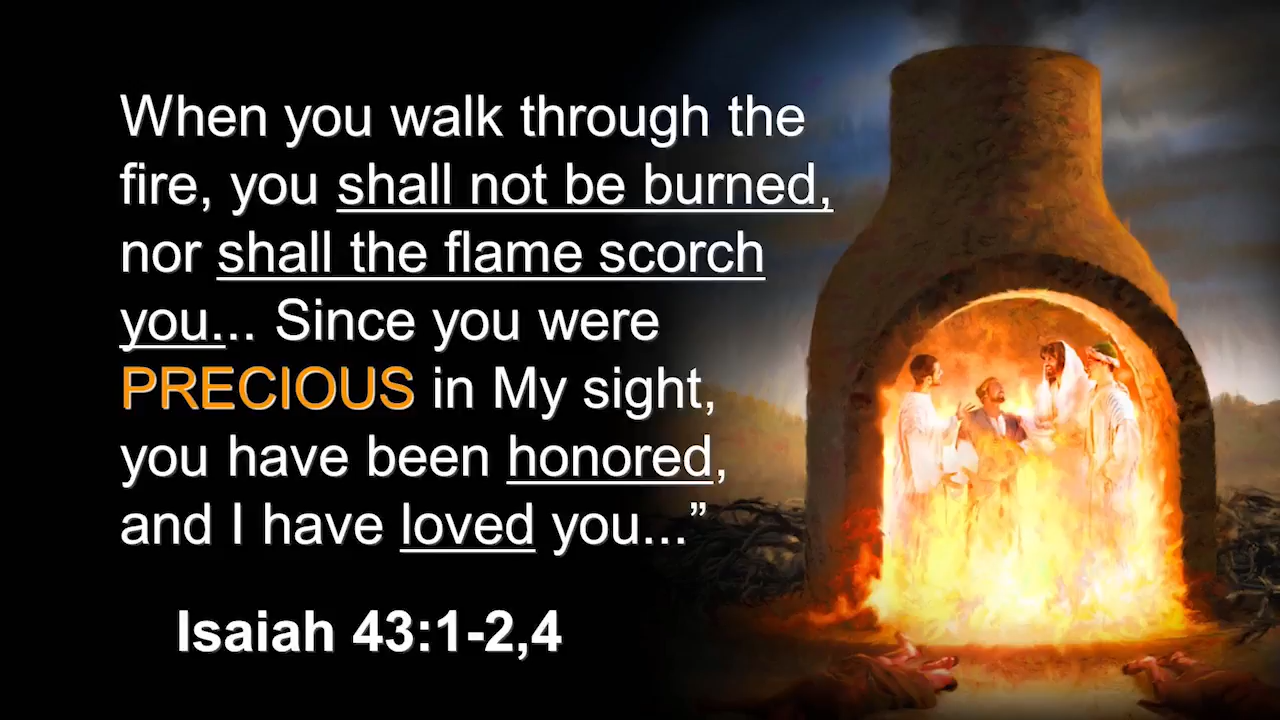 When you walk through the
fire, you shall not be burned,
nor shall the flame scorch
you... Since you were
PRECIOUS in My sight,
you have been honored,
and I have loved you...”
Isaiah 43:1-2,4